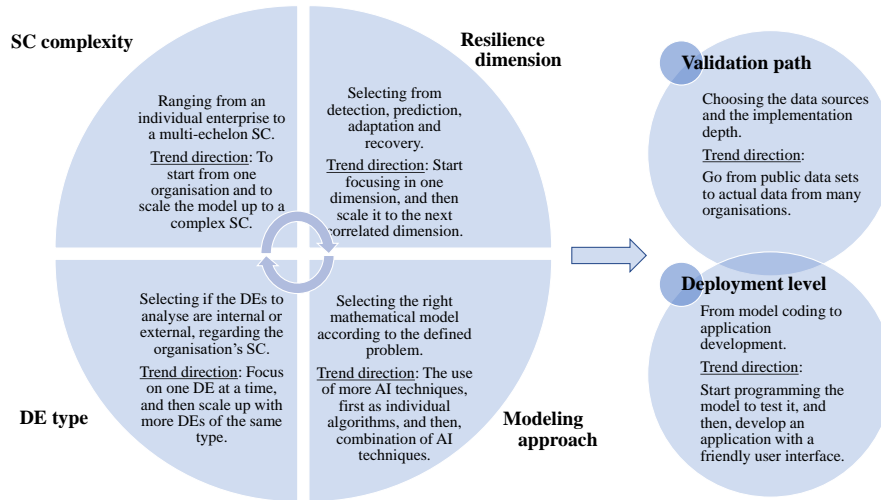 SC complexity
Ranging from an
individual enterprise to
a multi-echelon SC.
Trend direction: To
start from one
organisation and to
scale the model up to a
complex SC.
Resilience
dimension
Selecting from
detection, prediction,
adaptation and
recovery.
Trend direction: Start
focusing in one
dimension, and then
scale it to the next
correlated dimension.
DE type
Selecting if the DEs to
analyse are internal or
external, regarding the
organisation’s SC.
Trend direction: Focus
on one DE at a time,
and then scale up with
more DEs of the same
type.
Modeling
approach
Selecting the right
mathematical model
according to the defined
problem.
Trend direction: The use
of more AI techniques,
first as individual
algorithms, and then,
combination of AI
techniques.
Validation path
Choosing the data sources
and the implementation
depth.
Trend direction:
Go from public data sets
to actual data from many
organisations.
Deployment level
From model coding to
application
development.
Trend direction:
Start programming the
model to test it, and
then, develop an
application with a
friendly user interface.